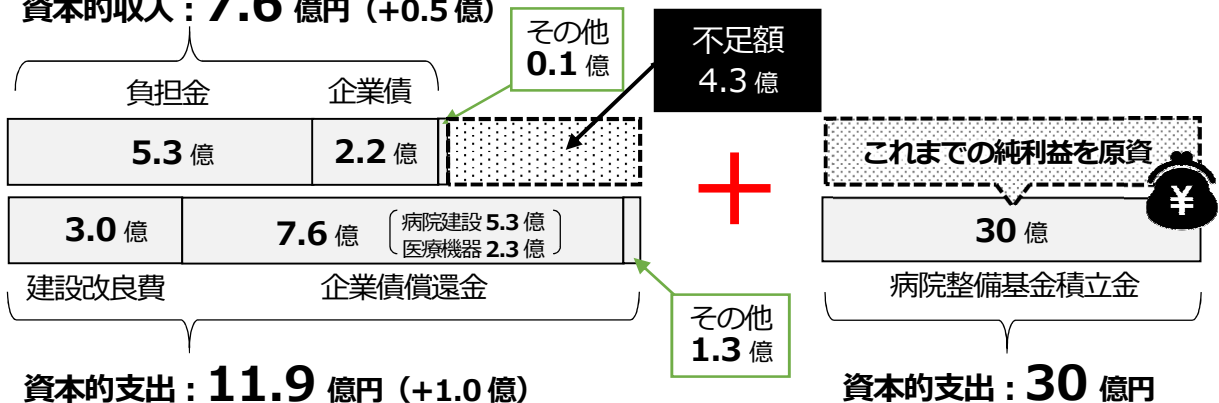 資本的収入：7.6 億円（+0.5 億）
その他
0.1 億
不足額
4.3 億
負担金
企業債
5.3 億
2.2 億
これまでの純利益を原資
¥
3.0 億
7.6 億
病院建設 5.3 億
医療機器 2.3 億
30 億
建設改良費
企業債償還金
病院整備基金積立金
その他
1.3 億
資本的支出：11.9 億円（+1.0 億）
資本的支出：30 億円